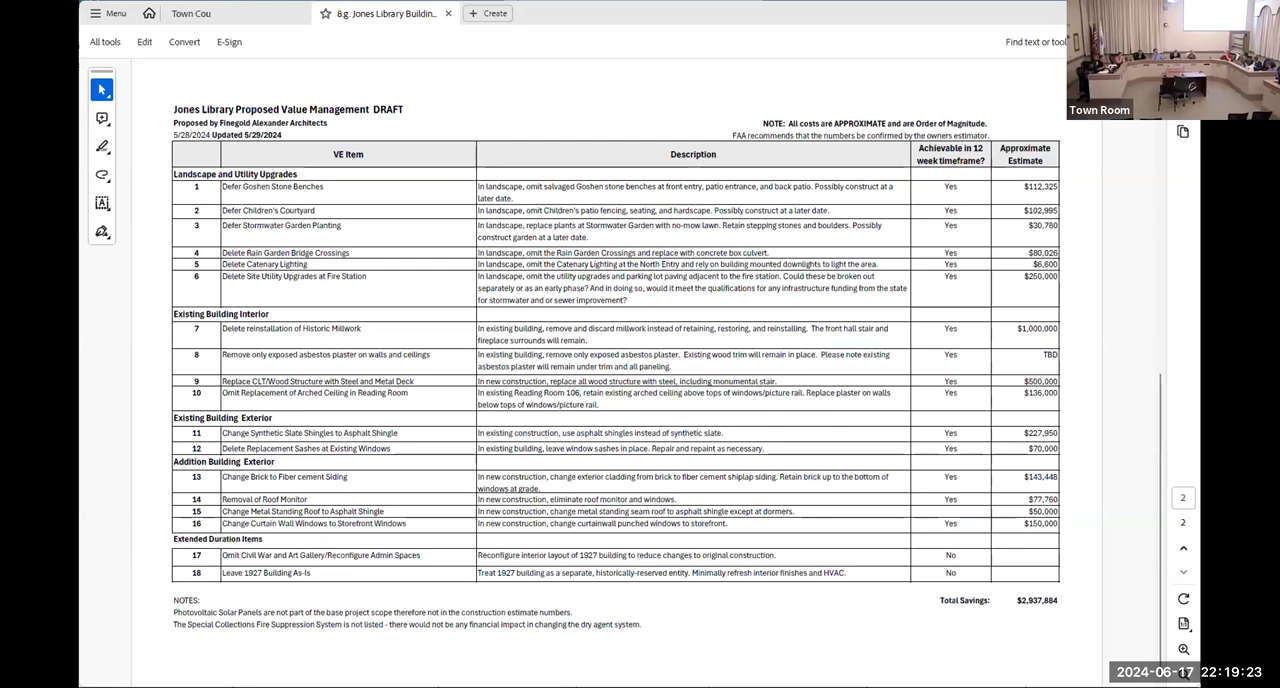 Menu
Town Cou
8.g. Jones Library Buildin...
Create
All tools Edit Convert E-Sign
Find text or tool
Town Room
Jones Library Proposed Value Management DRAFT
Proposed by Finegold Alexander Architects
5/28/2024 Updated 5/29/2024
NOTE: All costs are APPROXIMATE and are Order of Magnitude.
FAA recommends that the numbers be confirmed by the owners estimator.
VE Item Description Achievable in 12 week timeframe? Approximate Estimate
Landscape and Utility Upgrades
1 Defer Goshen Stone Benches In landscape, omit salvaged Goshen stone benches at front entry, patio entrance, and back patio. Possibly construct at a Yes $112,325
later date.
2 Defer Children's Courtyard In landscape, omit Children's patio fencing, seating, and hardscape. Possibly construct at a later date. Yes $102,995
3 Defer Stormwater Garden Planting In landscape, replace plants at Stormwater Garden with no-mow lawn. Retain stepping stones and boulders. Possibly Yes $30,780
construct garden at a later date.
4 Delete Rain Garden Bridge Crossings In landscape, omit the Rain Garden Crossings and replace with concrete box culvert. Yes $80,026
5 Delete Catenary Lighting In landscape, omit the Catenary Lighting at the North Entry and rely on building mounted downlights to light the area. Yes $6,600
6 Delete Site Utility Upgrades at Fire Station In landscape, omit the utility upgrades and parking lot paving adjacent to the fire station. Could these be broken out Yes $250,000
separately or as an early phase? And in doing so, would it meet the qualifications for any infrastructure funding from the state
for stormwater and or sewer improvement?
Existing Building Interior
7 Delete reinstallation of Historic Millwork In existing building, remove and discard millwork instead of retaining, restoring, and reinstalling. The front hall stair and Yes $1,000,000
fireplace surrounds will remain.
8 Remove only exposed asbestos plaster on walls and ceilings In existing building, remove only exposed asbestos plaster. Existing wood trim will remain in place. Please note existing Yes TBD
asbestos plaster will remain under trim and all paneling.
9 Replace CLT/Wood Structure with Steel and Metal Deck In new construction, replace all wood structure with steel, including monumental stair. Yes $500,000
10 Omit Replacement of Arched Ceiling in Reading Room In existing Reading Room 106, retain existing arched ceiling above tops of windows/picture rail. Replace plaster on walls Yes $136,000
below tops of windows/picture rail.
Existing Building Exterior
11 Change Synthetic Slate Shingles to Asphalt Shingle In existing construction, use asphalt shingles instead of synthetic slate. Yes $227,950
12 Delete Replacement Sashes at Existing Windows In existing building, leave window sashes in place. Repair and repaint as necessary. Yes $70,000
Addition Building Exterior
13 Change Brick to Fiber cement Siding In new construction, change exterior cladding from brick to fiber cement shiplap siding. Retain brick up to the bottom of Yes $143,448
windows at grade.
14 Removal of Roof Monitor In new construction, eliminate roof monitor and windows. Yes $77,760
15 Change Metal Standing Roof to Asphalt Shingle In new construction, change metal standing seam roof to asphalt shingle except at dormers. $50,000
16 Change Curtain Wall Windows to Storefront Windows In new construction, change curtainwall punched windows to storefront. Yes $150,000
Extended Duration Items
17 Omit Civil War and Art Gallery/Reconfigure Admin Spaces Reconfigure interior layout of 1927 building to reduce changes to original construction. No
18 Leave 1927 Building As-Is Treat 1927 building as a separate, historically-reserved entity. Minimally refresh interior finishes and HVAC. No
NOTES: Total Savings: $2,937,884
Photovoltaic Solar Panels are not part of the base project scope therefore not in the construction estimate numbers.
The Special Collections Fire Suppression System is not listed - there would not be any financial impact in changing the dry agent system.
2
2
2024-06-17 22:19:23